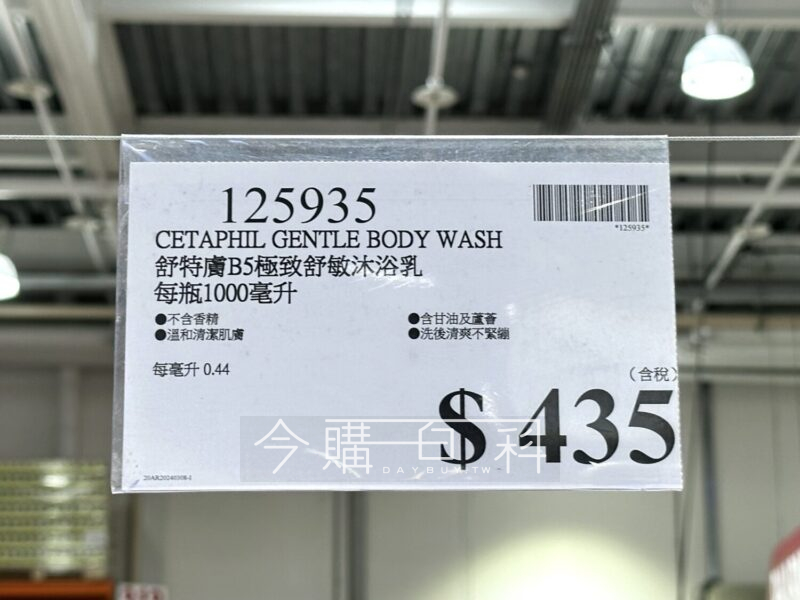 125935
*125935*
CETAPHIL GENTLE BODY WASH
舒特膚B5極致舒敏沐浴乳
每瓶1000毫升
●不含香精
●含甘油及蘆薈
●溫和清潔肌膚
●洗後清爽不緊繃
每毫升 0.44
(含稅)
$ 435
今購百科
DAYBUY.TW
20AR20240308-1